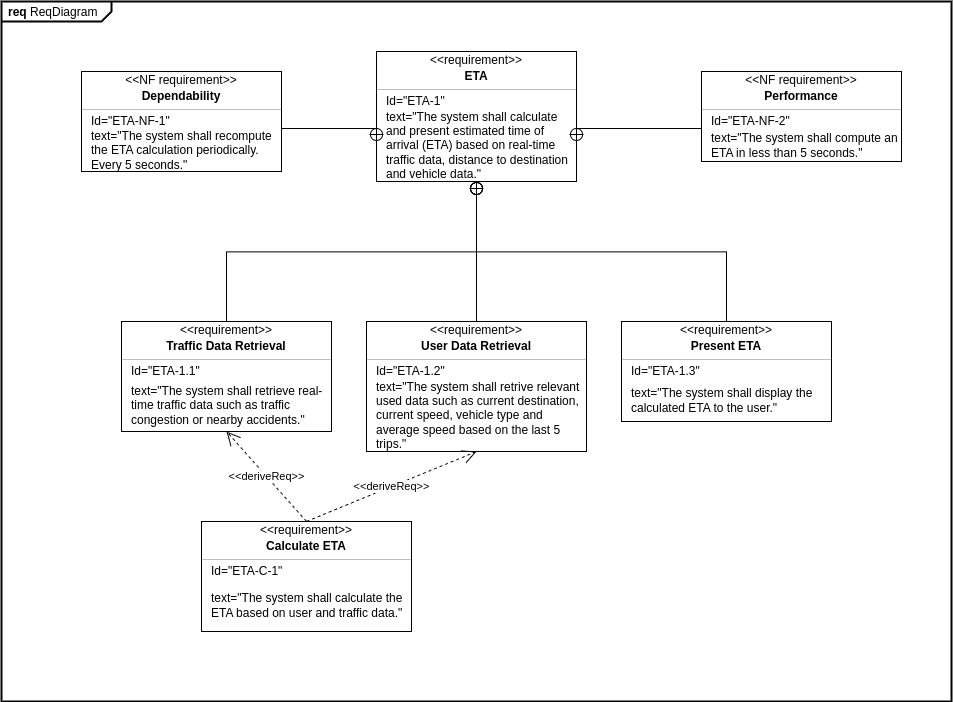 req ReqDiagram
<<NF requirement>>
Dependability
Id="ETA-NF-1"
text="The system shall recompute
the ETA calculation periodically.
Every 5 seconds."
<<requirement>>
ETA
Id="ETA-1"
text="The system shall calculate
and present estimated time of
arrival (ETA) based on real-time
traffic data, distance to destination
and vehicle data."
<<NF requirement>>
Performance
Id="ETA-NF-2"
text="The system shall compute an
ETA in less than 5 seconds."
<<requirement>>
Traffic Data Retrieval
Id="ETA-1.1"
text="The system shall retrieve real-
time traffic data such as traffic
congestion or nearby accidents."
<<requirement>>
User Data Retrieval
Id="ETA-1.2"
text="The system shall retrive relevant
used data such as current destination,
current speed, vehicle type and
average speed based on the last 5
trips."
<<requirement>>
Present ETA
Id="ETA-1.3"
text="The system shall display the
calculated ETA to the user."
<<deriveReq>>
<<deriveReq>>
<<requirement>>
Calculate ETA
Id="ETA-C-1"
text="The system shall calculate the
ETA based on user and traffic data."